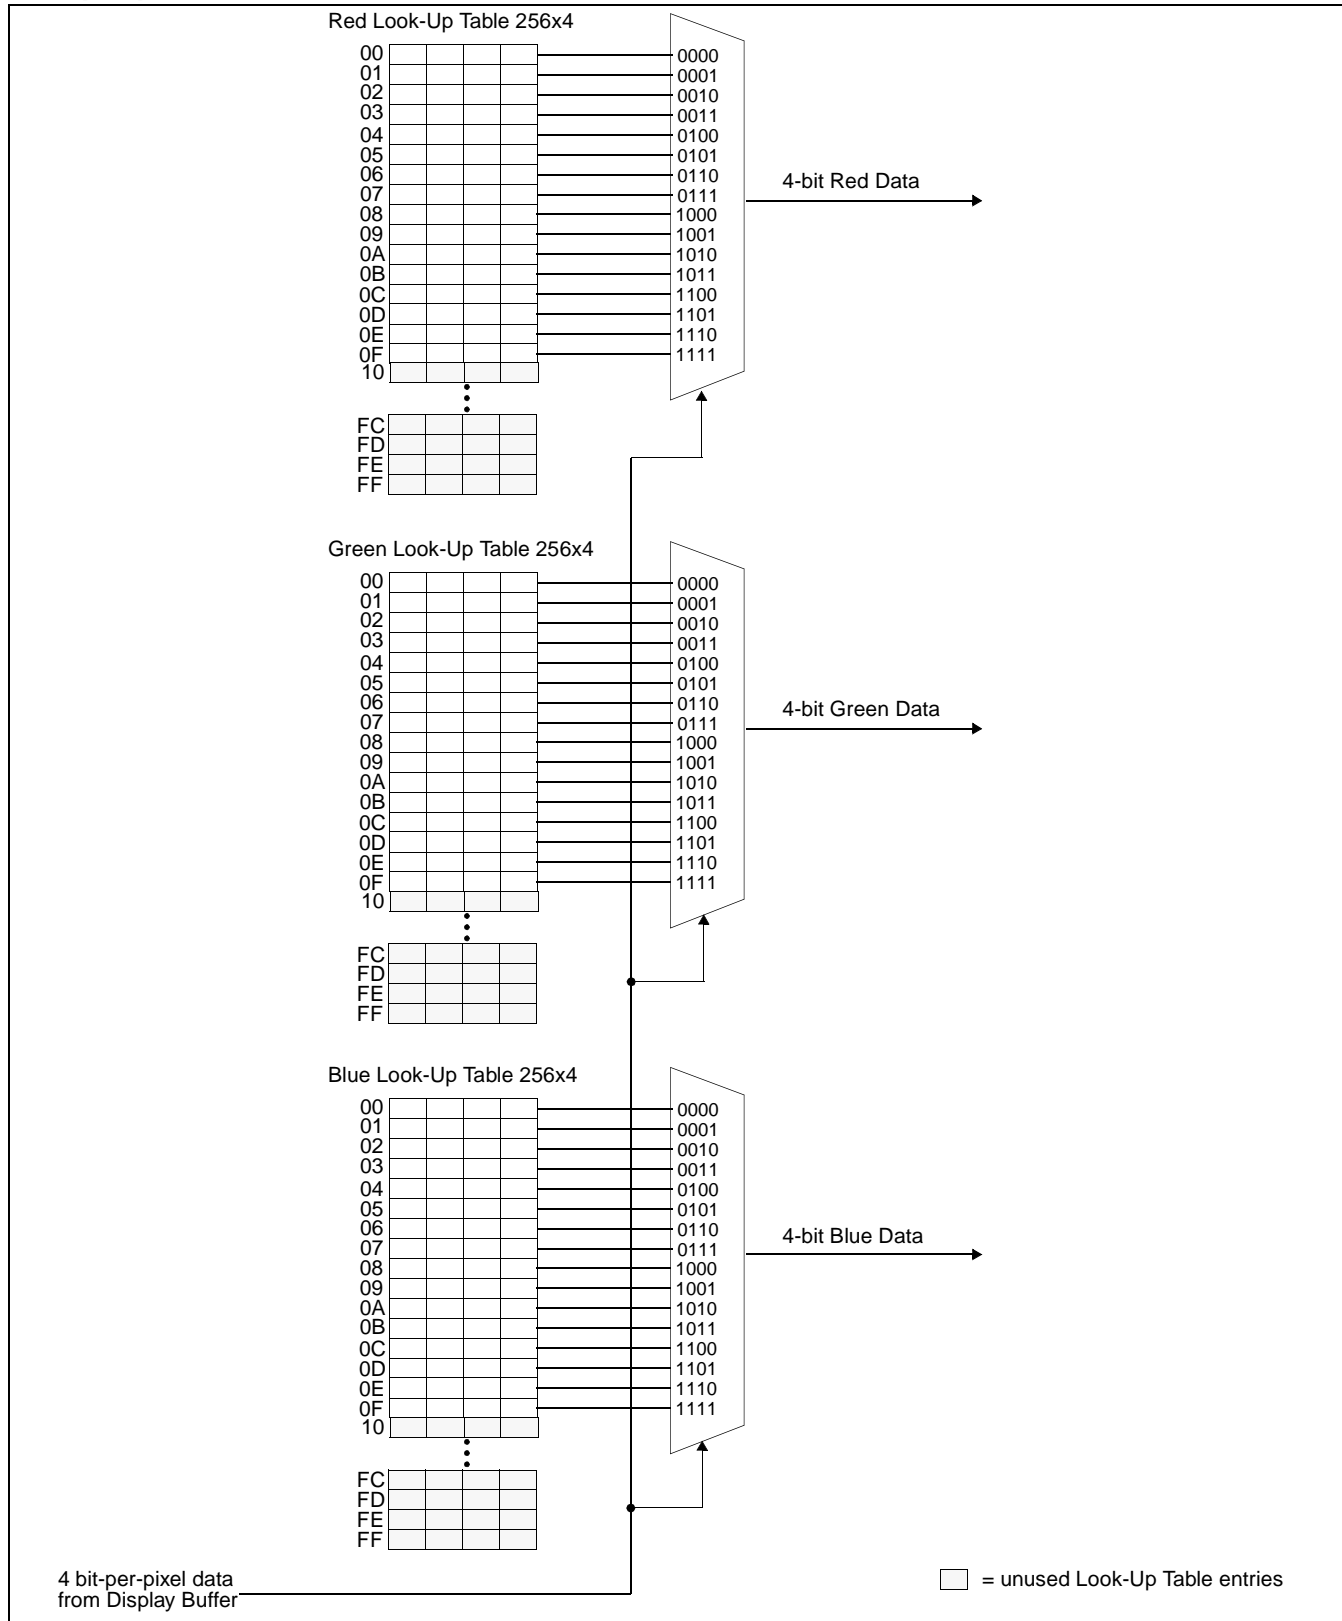 Red Look-Up Table 256x4
00 0000
01 0001
02 0010
03 0011
04 0100
05 0101
06 0110
07 0111
08 1000
09 1001
0A 1010
0B 1011
0C 1100
0D 1101
0E 1110
0F 1111
10
FC
FD
FE
FF
4-bit Red Data
Green Look-Up Table 256x4
00 0000
01 0001
02 0010
03 0011
04 0100
05 0101
06 0110
07 0111
08 1000
09 1001
0A 1010
0B 1011
0C 1100
0D 1101
0E 1110
0F 1111
10
FC
FD
FE
FF
4-bit Green Data
Blue Look-Up Table 256x4
00 0000
01 0001
02 0010
03 0011
04 0100
05 0101
06 0110
07 0111
08 1000
09 1001
0A 1010
0B 1011
0C 1100
0D 1101
0E 1110
0F 1111
10
FC
FD
FE
FF
4-bit Blue Data
4 bit-per-pixel data
from Display Buffer
= unused Look-Up Table entries